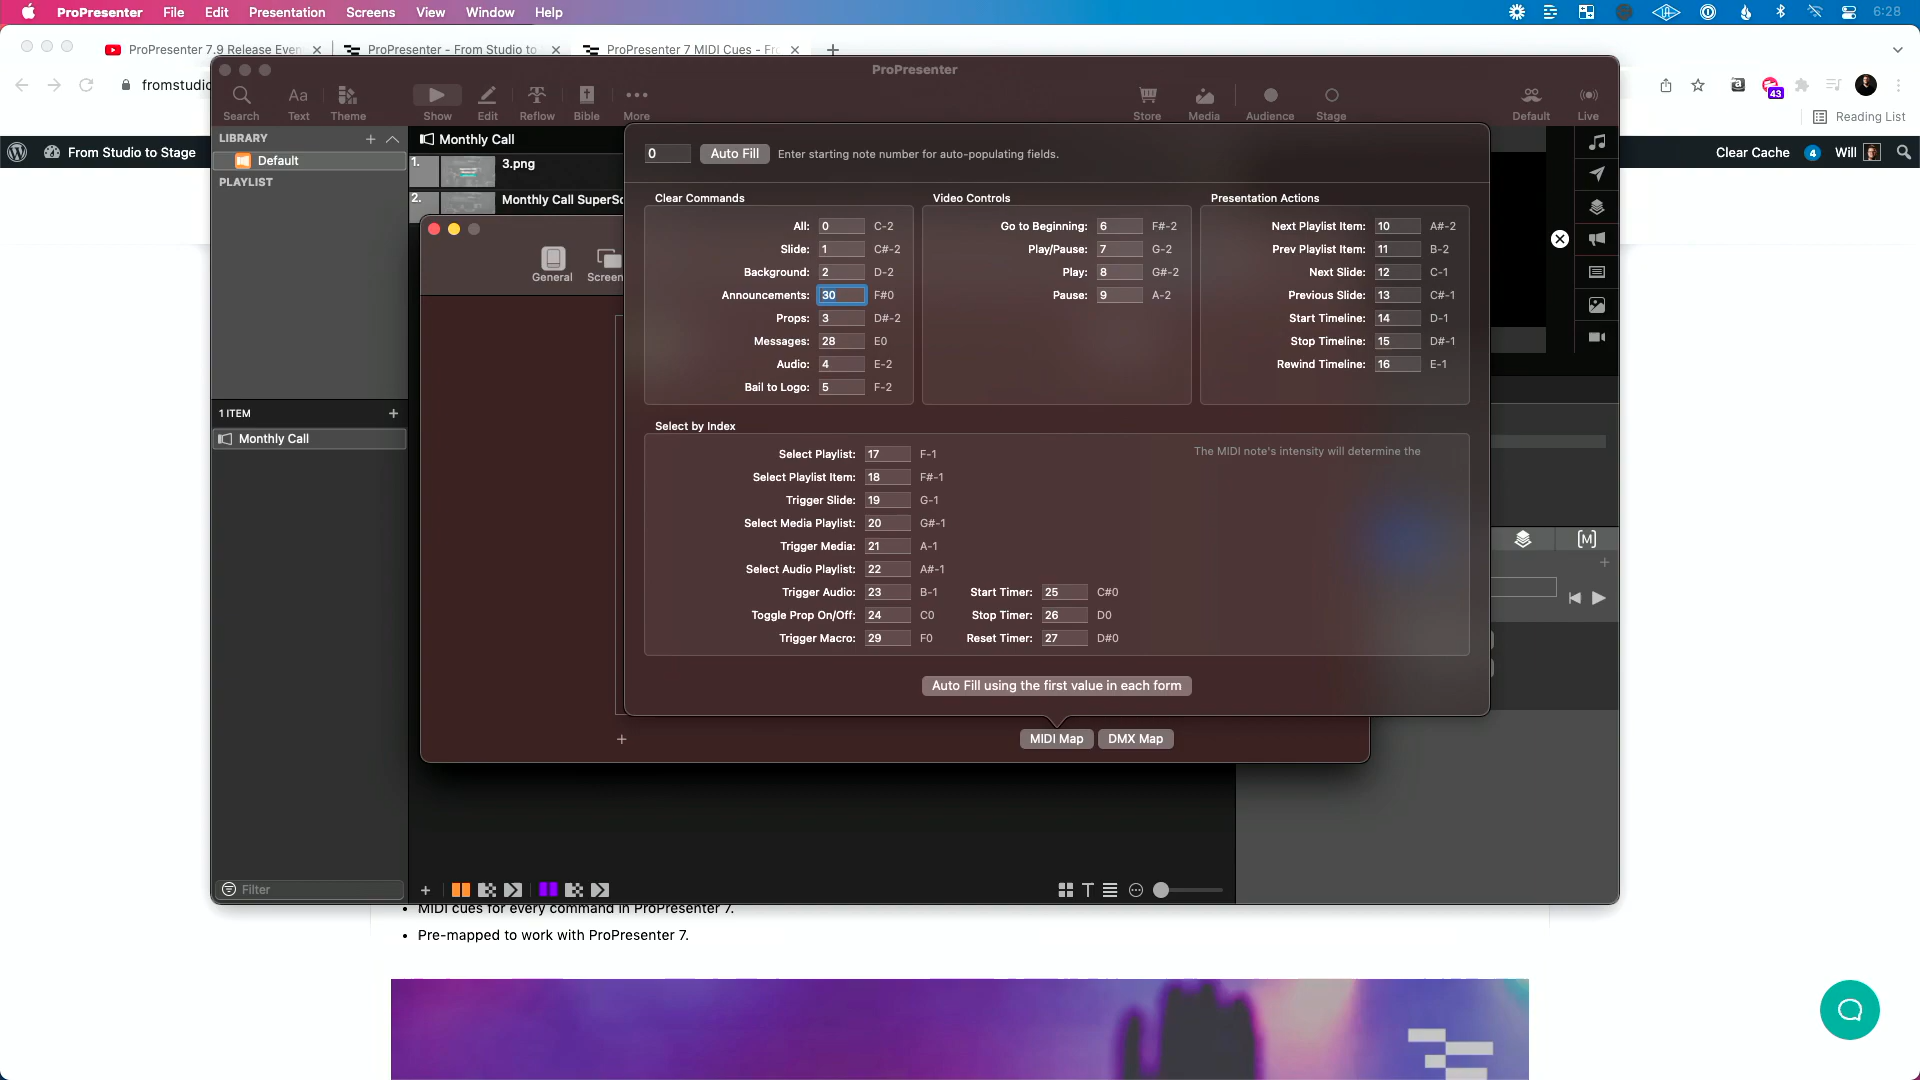 ProPresenter File Edit Presentation Screens View Window Help 6:28
ProPresenter 7.9 Release Even
ProPresenter - From Studio to
ProPresenter 7 MIDI Cues - Fro
fromstudio
43
Reading List
From Studio to Stage
Clear Cache 4 Will
ProPresenter
Search Text Theme Show Edit Reflow Bible More Store Media Audience Stage Default Live
LIBRARY
Default
PLAYLIST
1 ITEM
Monthly Call
Filter
Monthly Call
1. 3.png
2. Monthly Call SuperSc
General Screen
0 Auto Fill Enter starting note number for auto-populating fields.
Clear Commands
All: 0 C-2
Slide: 1 C#-2
Background: 2 D-2
Announcements: 30 F#0
Props: 3 D#-2
Messages: 28 E0
Audio: 4 E-2
Bail to Logo: 5 F-2
Video Controls
Go to Beginning: 6 F#-2
Play/Pause: 7 G-2
Play: 8 G#-2
Pause: 9 A-2
Presentation Actions
Next Playlist Item: 10 A#-2
Prev Playlist Item: 11 B-2
Next Slide: 12 C-1
Previous Slide: 13 C#-1
Start Timeline: 14 D-1
Stop Timeline: 15 D#-1
Rewind Timeline: 16 E-1
Select by Index
The MIDI note's intensity will determine the
Select Playlist: 17 F-1
Select Playlist Item: 18 F#-1
Trigger Slide: 19 G-1
Select Media Playlist: 20 G#-1
Trigger Media: 21 A-1
Select Audio Playlist: 22 A#-1
Trigger Audio: 23 B-1
Toggle Prop On/Off: 24 C0
Trigger Macro: 29 F0
Start Timer: 25 C#0
Stop Timer: 26 D0
Reset Timer: 27 D#0
Auto Fill using the first value in each form
MIDI Map DMX Map
[M]
• MIDI cues for every command in ProPresenter 7.
• Pre-mapped to work with ProPresenter 7.